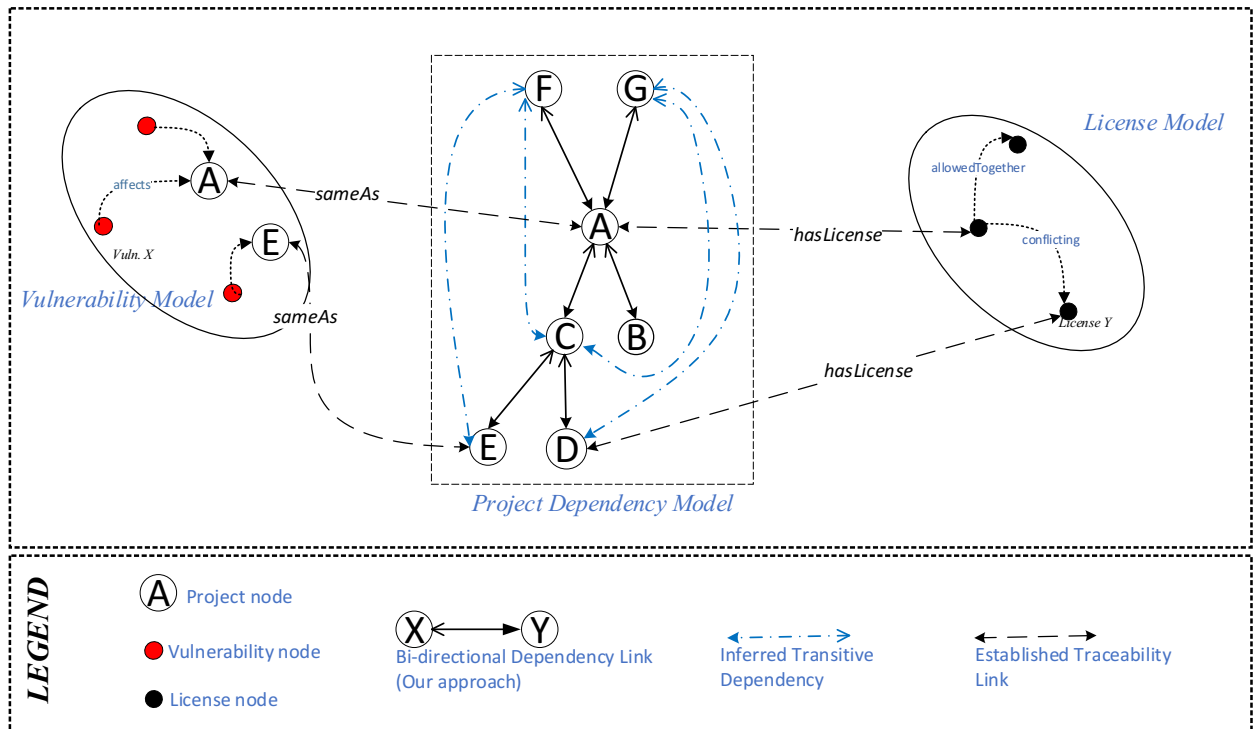 F
G
License Model
allowedTogether
A
affects
sameAs
A
hasLicense
E
Vuln. X
conflicting
Vulnerability Model
sameAs
C
B
License Y
hasLicense
E
D
Project Dependency Model
LEGEND
A
Project node
Vulnerability node
License node
X
Y
Bi-directional Dependency Link
(Our approach)
Inferred Transitive
Dependency
Established Traceability
Link